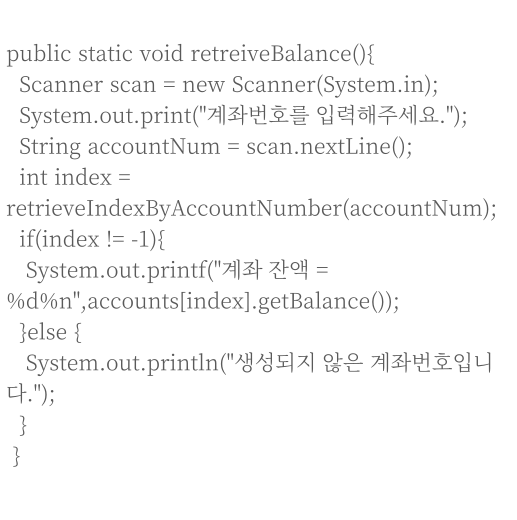 public static void retreiveBalance(){
Scanner scan = new Scanner(System.in);
System.out.print("계좌번호를 입력해주세요.");
String accountNum = scan.nextLine();
int index =
retrieveIndexByAccountNumber(accountNum);
if(index != -1){
System.out.printf("계좌 잔액 =
%d%n",accounts[index].getBalance());
}else {
System.out.println("생성되지 않은 계좌번호입니
다.");
}
}